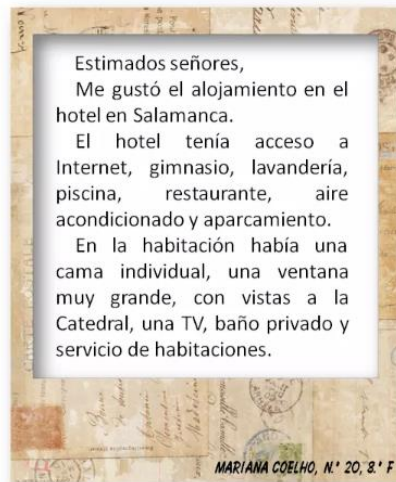 Estimados señores,
Me gustó el alojamiento en el
hotel en Salamanca.
El hotel tenía acceso a
Internet, gimnasio, lavandería,
piscina, restaurante, aire
acondicionado y aparcamiento.
En la habitación había una
cama individual, una ventana
muy grande, con vistas a la
Catedral, una TV, baño privado y
servicio de habitaciones.
MARIANA COELHO, N.º 20, 8.º F